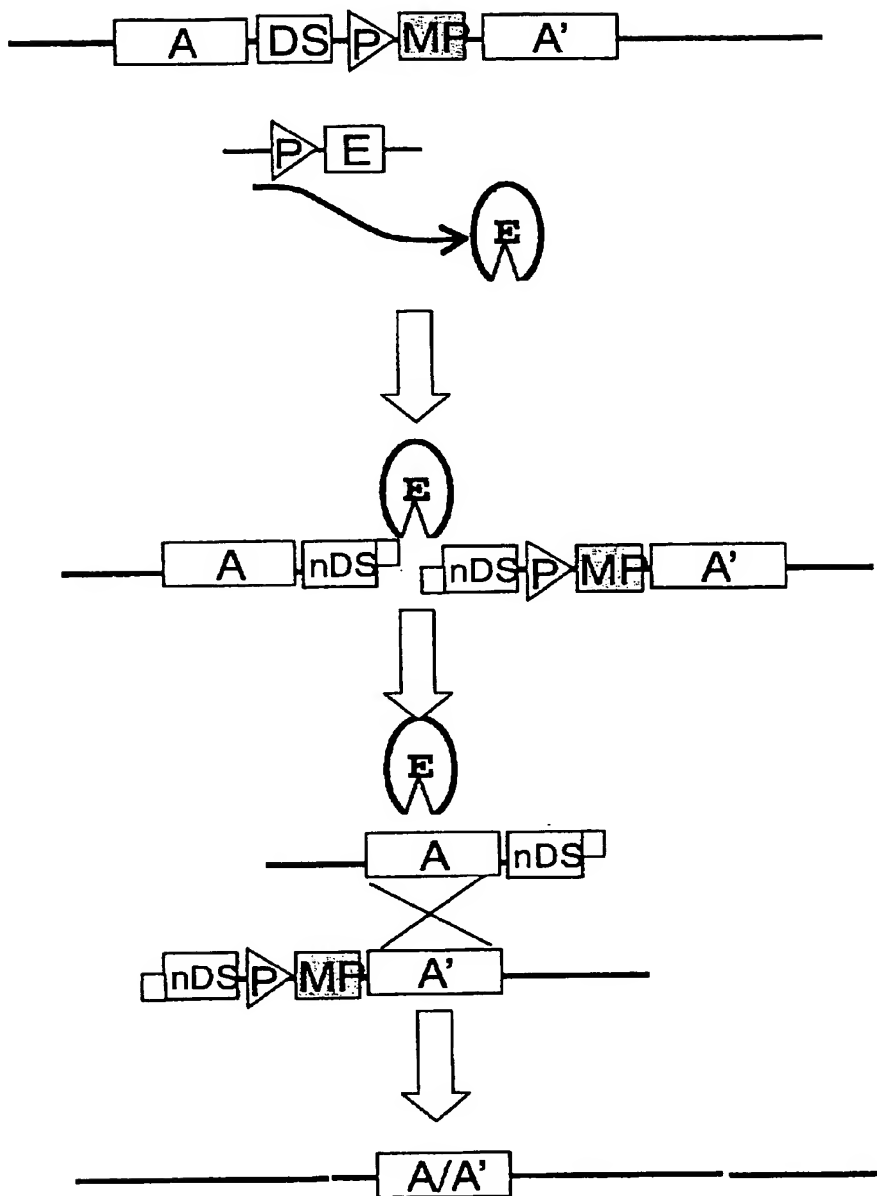 A DS P MP A'
P E
E
E
A nDS nDS P MP A'
E
A nDS
nDS P MP A'
A/A'